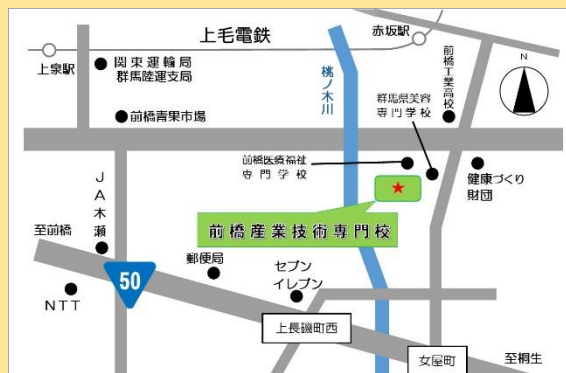 上毛電鉄
赤坂駅
上泉駅
関東運輸局
群馬陸運支局
前橋工業高校
N
桃ノ木川
群馬県美容
専門学校
前橋青果市場
前橋医療福祉
専門学校
健康づくり
財団
JA木瀬
至前橋
前橋産業技術専門校
50
郵便局
セブン
イレブン
NTT
上長磯町西
女屋町
至桐生